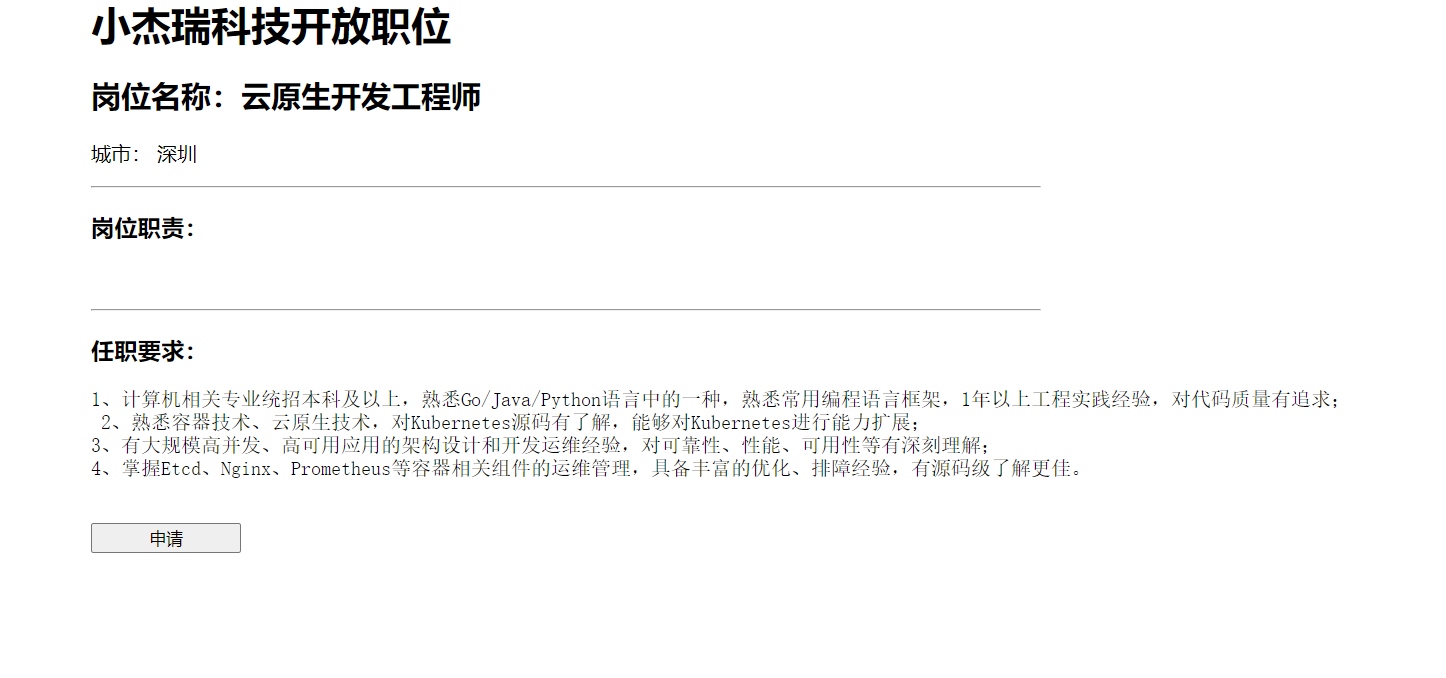 小杰瑞科技开放职位
岗位名称：云原生开发工程师
城市： 深圳
岗位职责：
任职要求：
1、计算机相关专业统招本科及以上，熟悉Go/Java/Python语言中的一种，熟悉常用编程语言框架，1年以上工程实践经验，对代码质量有追求；
2、熟悉容器技术、云原生技术，对Kubernetes源码有了解，能够对Kubernetes进行能力扩展；
3、有大规模高并发、高可用应用的架构设计和开发运维经验，对可靠性、性能、可用性等有深刻理解；
4、掌握Etcd、Nginx、Prometheus等容器相关组件的运维管理，具备丰富的优化、排障经验，有源码级了解更佳。
申请